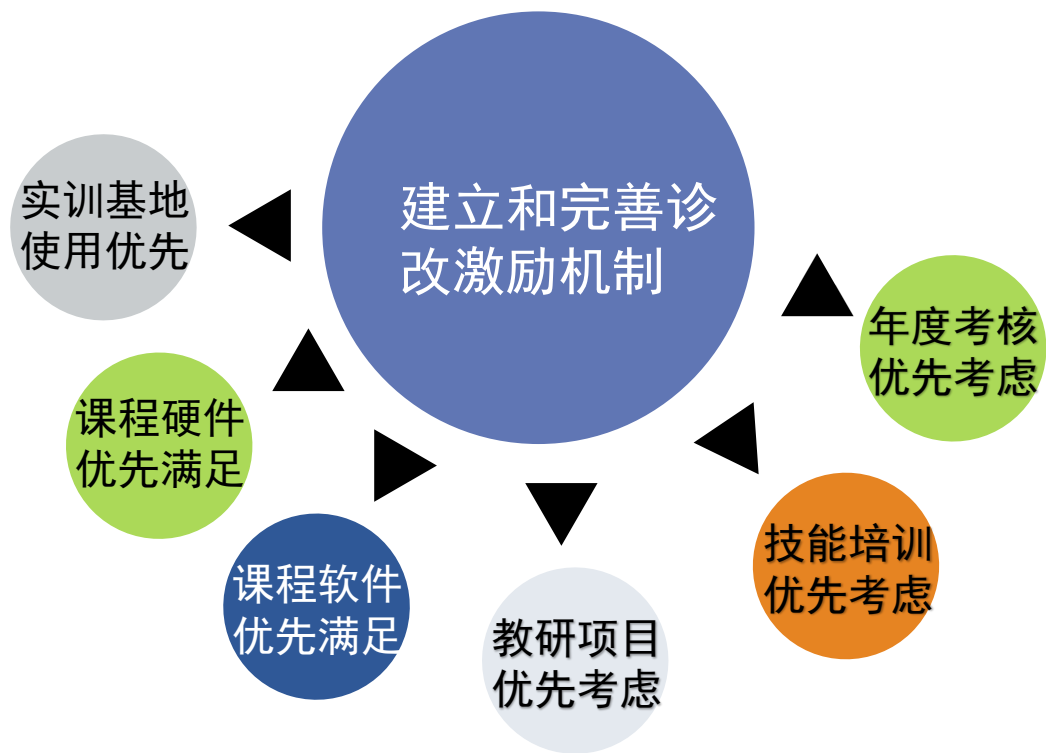 建立和完善诊
改激励机制
实训基地
使用优先
课程硬件
优先满足
课程软件
优先满足
教研项目
优先考虑
技能培训
优先考虑
年度考核
优先考虑